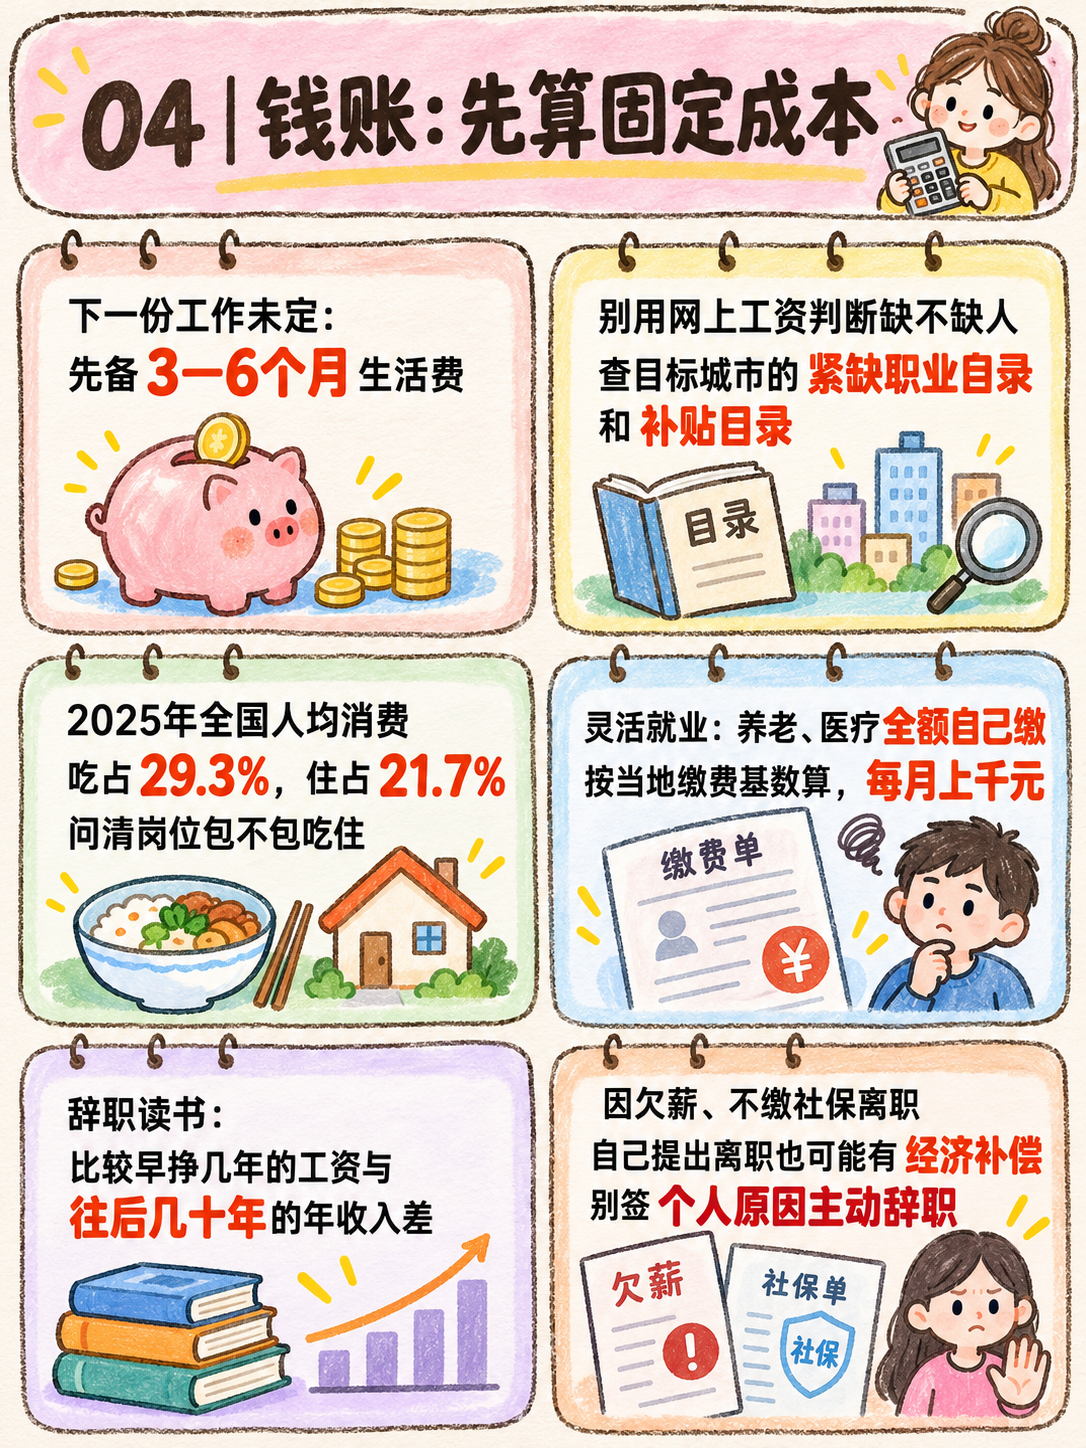 04|钱账：先算固定成本
下一份工作未定：
先备3—6个月生活费
别用网上工资判断缺不缺人
查目标城市的紧缺职业目录
和补贴目录
目录
2025年全国人均消费
吃占29.3%，住占21.7%
问清岗位包不包吃住
灵活就业：养老、医疗全额自己缴
按当地缴费基数算，每月上千元
缴费单
¥
辞职读书：
比较早挣几年的工资与
往后几十年的年收入差
因欠薪、不缴社保离职
自己提出离职也可能有经济补偿
别签个人原因主动辞职
欠薪
!
社保单
社保